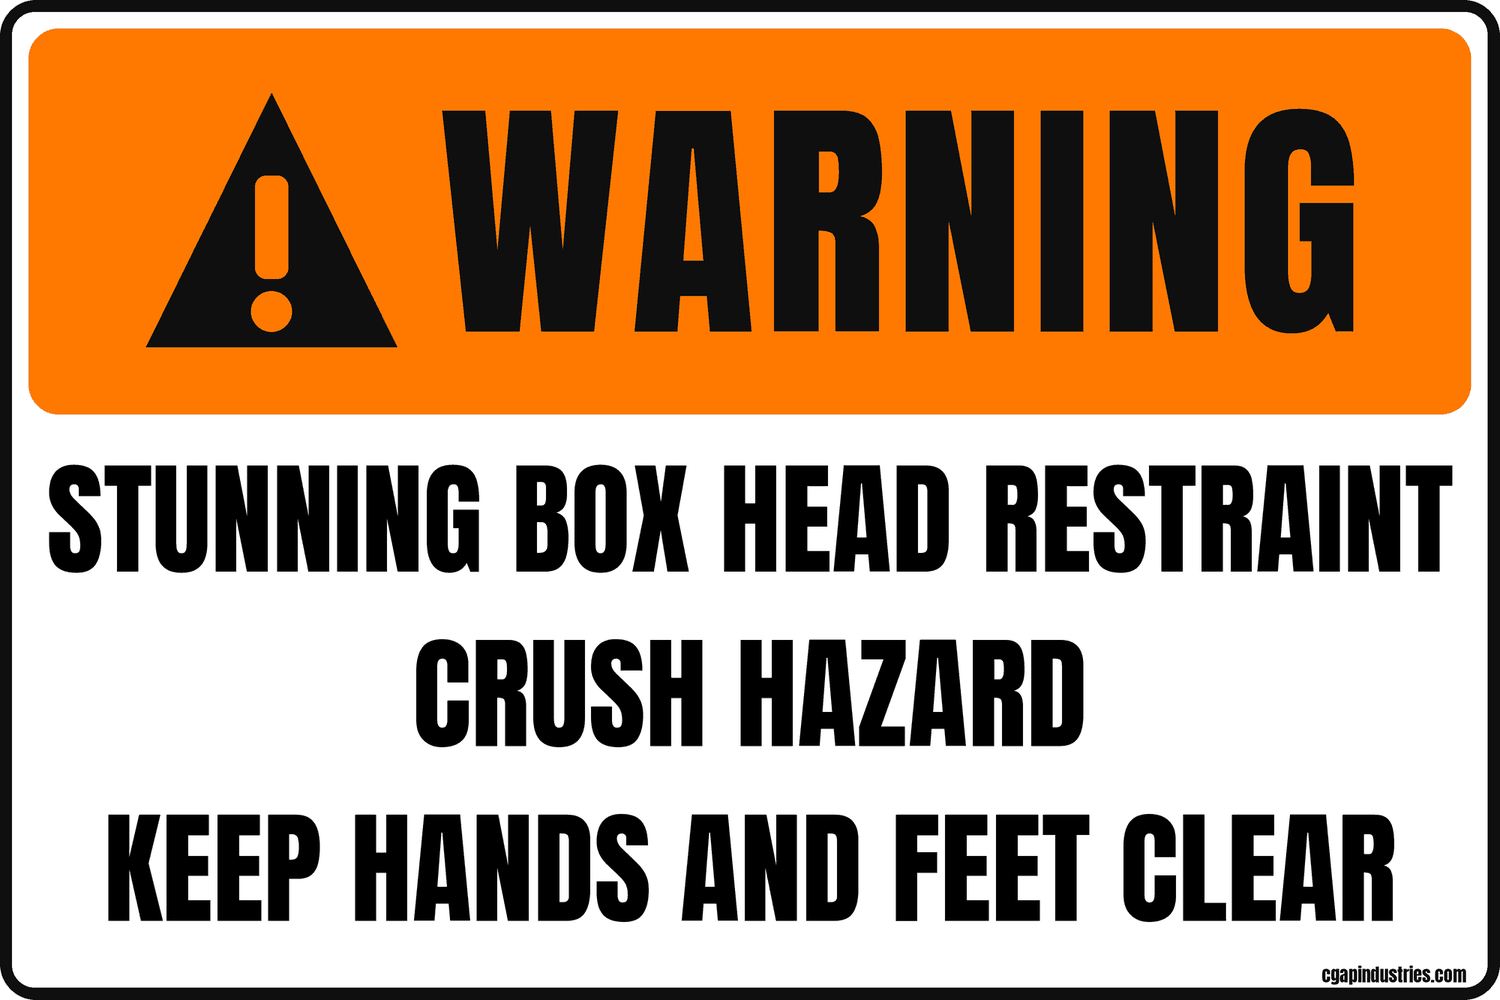 WARNING
STUNNING BOX HEAD RESTRAINT
CRUSH HAZARD
KEEP HANDS AND FEET CLEAR
cgapindustries.com